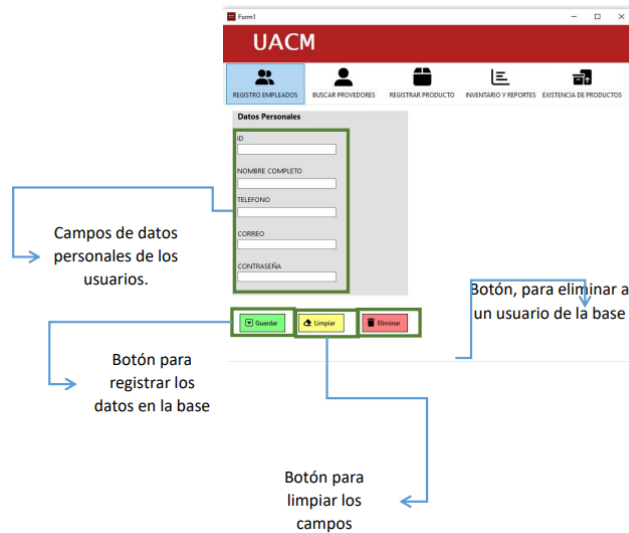 Form1
UACM
REGISTRO EMPLEADOS
BUSCAR PROVEDORES
REGISTRAR PRODUCTO
INVENTARIO Y REPORTES
EXISTENCIA DE PRODUCTOS
Datos Personales
ID
NOMBRE COMPLETO
TELEFONO
CORREO
CONTRASEÑA
Guardar
Limpiar
Eliminar
Campos de datos
personales de los
usuarios.
Botón, para eliminar a
un usuario de la base
Botón para
registrar los
datos en la base
Botón para
limpiar los
campos